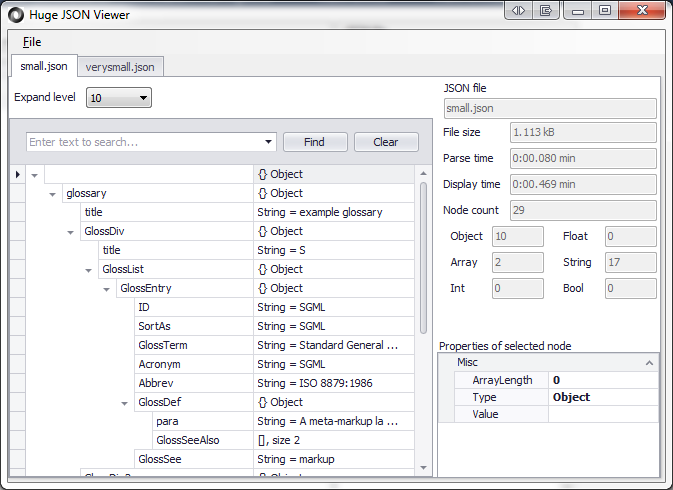 Huge JSON Viewer
File
small.json verysmall.json
Expand level 10
Enter text to search... Find Clear
{} Object
glossary {} Object
title String = example glossary
GlossDiv {} Object
title String = S
GlossList {} Object
GlossEntry {} Object
ID String = SGML
SortAs String = SGML
GlossTerm String = Standard General ...
Acronym String = SGML
Abbrev String = ISO 8879:1986
GlossDef {} Object
para String = A meta-markup la ...
GlossSeeAlso [], size 2
GlossSee String = markup
{} Object
JSON file
small.json
File size 1.113 kB
Parse time 0:00.080 min
Display time 0:00.469 min
Node count 29
Object 10 Float 0
Array 2 String 17
Int 0 Bool 0
Properties of selected node
Misc
ArrayLength 0
Type Object
Value